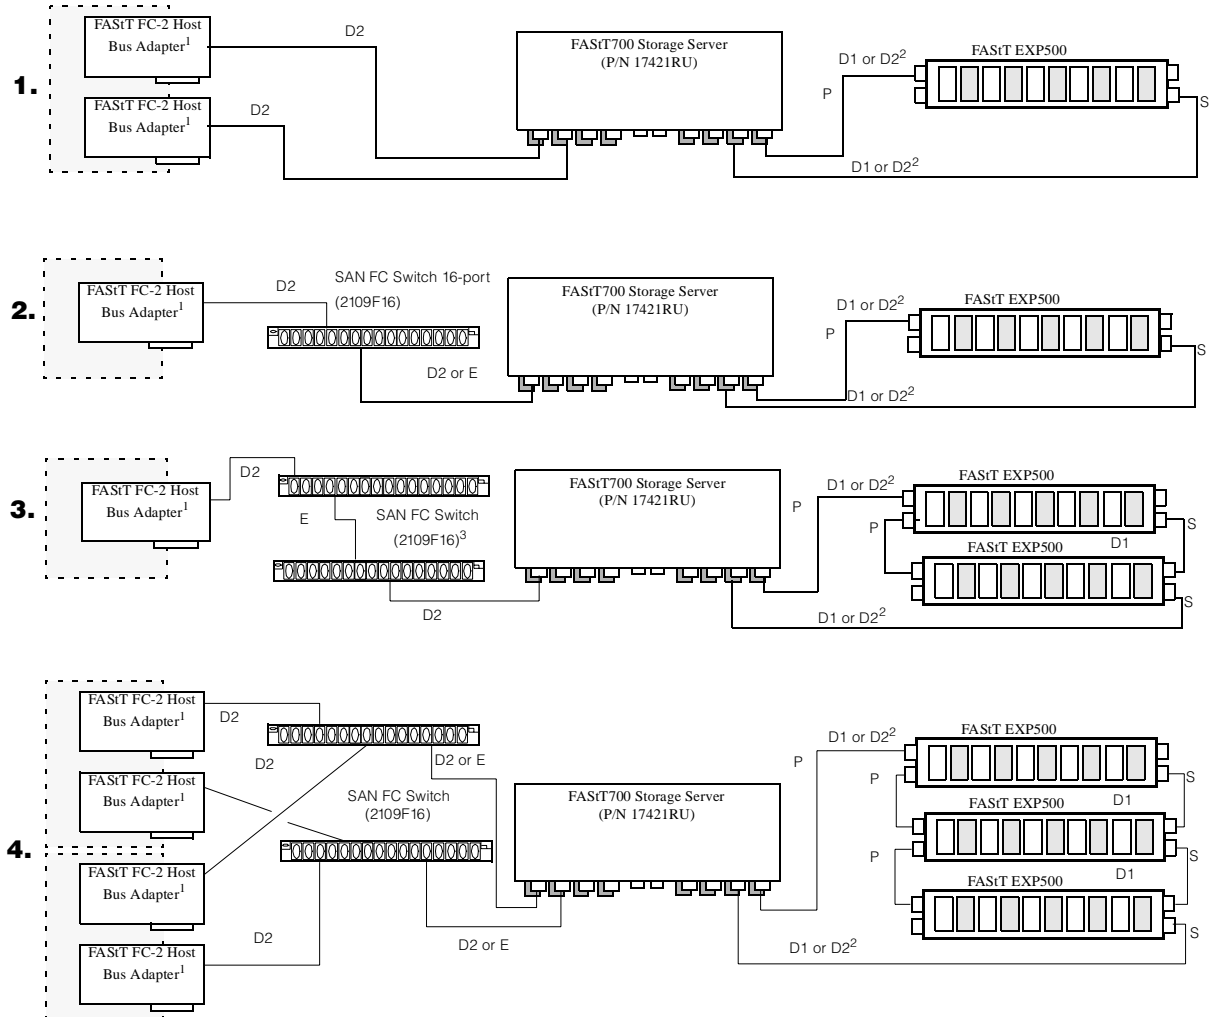 1.
FAStT FC-2 Host
Bus Adapter1
D2
FAStT FC-2 Host
Bus Adapter1
D2
FAStT700 Storage Server
(P/N 17421RU)
D1 or D22
P
FAStT EXP500
S
D1 or D22
2.
FAStT FC-2 Host
Bus Adapter1
D2
SAN FC Switch 16-port
(2109F16)
D2 or E
FAStT700 Storage Server
(P/N 17421RU)
D1 or D22
P
FAStT EXP500
S
D1 or D22
3.
FAStT FC-2 Host
Bus Adapter1
D2
E
SAN FC Switch
(2109F16)3
D2
FAStT700 Storage Server
(P/N 17421RU)
D1 or D22
P
P
FAStT EXP500
S
D1
FAStT EXP500
S
D1 or D22
4.
FAStT FC-2 Host
Bus Adapter1
D2
FAStT FC-2 Host
Bus Adapter1
D2
FAStT FC-2 Host
Bus Adapter1
FAStT FC-2 Host
Bus Adapter1
D2
D2 or E
SAN FC Switch
(2109F16)
D2 or E
FAStT700 Storage Server
(P/N 17421RU)
D1 or D22
P
P
FAStT EXP500
S
D1
FAStT EXP500
P
S
D1
FAStT EXP500
S
D1 or D22